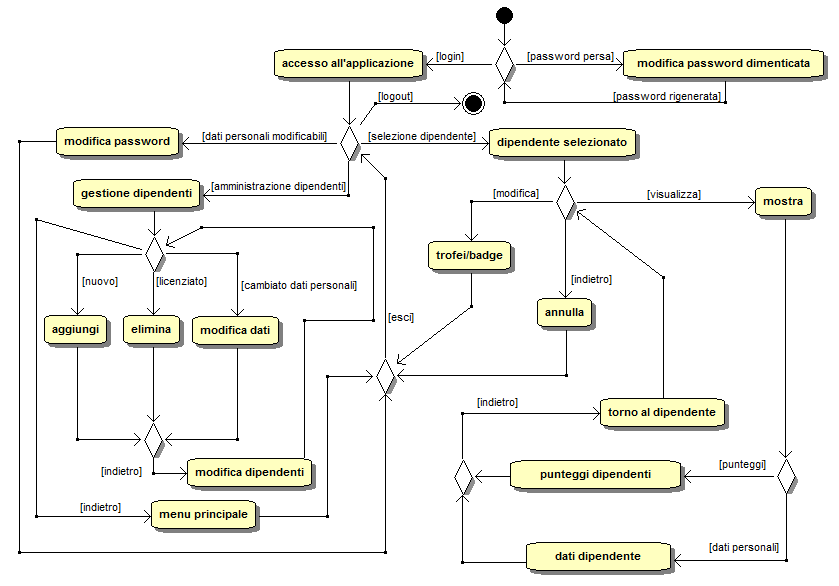 [login]
[password persa]
accesso all'applicazione
modifica password dimenticata
[logout]
[password rigenerata]
modifica password
[dati personali modificabili]
[selezione dipendente]
dipendente selezionato
gestione dipendenti
[amministrazione dipendenti]
[modifica]
[visualizza]
mostra
trofei/badge
[nuovo]
[licenziato]
[cambiato dati personali]
[indietro]
[esci]
annulla
aggiungi
elimina
modifica dati
[indietro]
torno al dipendente
[indietro]
modifica dipendenti
punteggi dipendenti
[punteggi]
[indietro]
menu principale
dati dipendente
[dati personali]